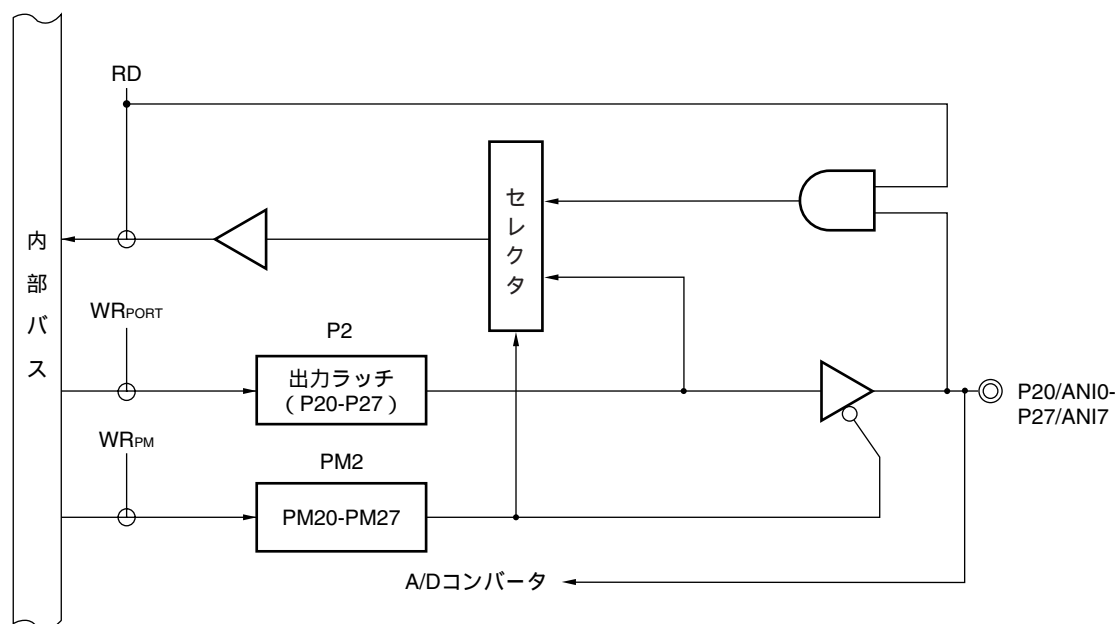 RD
セレクタ
内部バス
WRPORT
P2
出力ラッチ
(P20-P27)
P20/ANI0-
P27/ANI7
WRPM
PM2
PM20-PM27
A/Dコンバータ